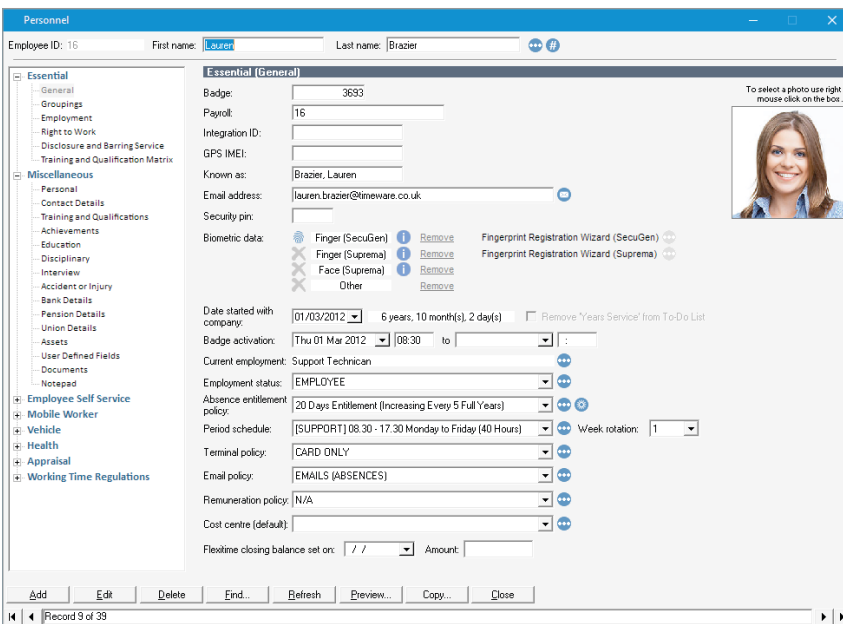 Personnel
Employee ID: 16 First name: Lauren Last name: Brazier #
Essential
General
Groupings
Employment
Right to Work
Disclosure and Barring Service
Training and Qualification Matrix
Miscellaneous
Personal
Contact Details
Training and Qualifications
Achievements
Education
Disciplinary
Interview
Accident or Injury
Bank Details
Pension Details
Union Details
Assets
User Defined Fields
Documents
Notepad
Employee Self Service
Mobile Worker
Vehicle
Health
Appraisal
Working Time Regulations
Essential (General)
Badge: 3693
Payroll: 16
Integration ID:
GPS IMEI:
Known as: Brazier, Lauren
Email address: lauren.brazier@timeware.co.uk
Security pin:
Biometric data: Finger (SecuGen) i Remove Fingerprint Registration Wizard (SecuGen)
Finger (Suprema) i Remove Fingerprint Registration Wizard (Suprema)
Face (Suprema) i Remove
Other Remove
Date started with
company: 01/03/2012 6 years, 10 month(s), 2 day(s) Remove 'Years Service' from To-Do List
Badge activation: Thu 01 Mar 2012 08:30 to :
Current employment: Support Technican
Employment status: EMPLOYEE
Absence entitlement
policy: 20 Days Entitlement (Increasing Every 5 Full Years)
Period schedule: [SUPPORT] 08.30 - 17.30 Monday to Friday (40 Hours) Week rotation: 1
Terminal policy: CARD ONLY
Email policy: EMAILS (ABSENCES)
Remuneration policy: N/A
Cost centre (default):
Flexitime closing balance set on: / / Amount:
To select a photo use right
mouse click on the box .
Add Edit Delete Find... Refresh Preview... Copy... Close
Record 9 of 39